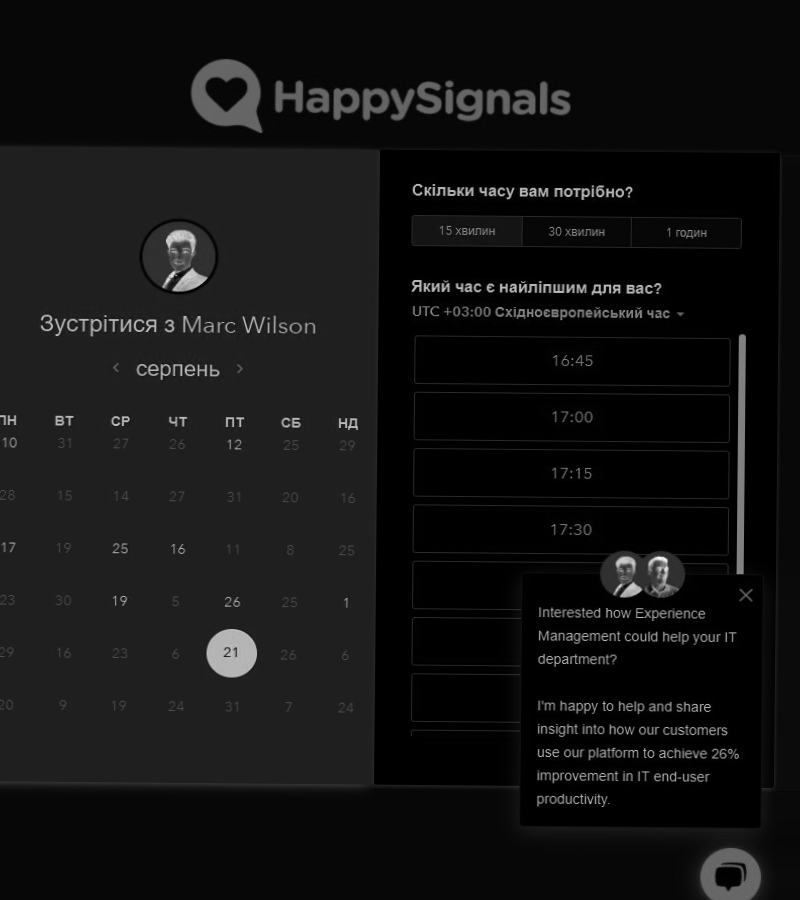 HappySignals
Зустрітися з Marc Wilson
серпень
ПН ВТ СР ЧТ ПТ СБ НД
10 31 27 26 12 25 29
28 15 14 27 31 20 16
17 19 25 16 11 8 25
23 30 19 5 26 25 1
29 16 23 6 21 26 6
20 9 19 24 31 7 24
Скільки часу вам потрібно?
15 хвилин 30 хвилин 1 годин
Який час є найліпшим для вас?
UTC +03:00 Східноєвропейський час
16:45
17:00
17:15
17:30
Interested how Experience
Management could help your IT
department?
I'm happy to help and share
insight into how our customers
use our platform to achieve 26%
improvement in IT end-user
productivity.